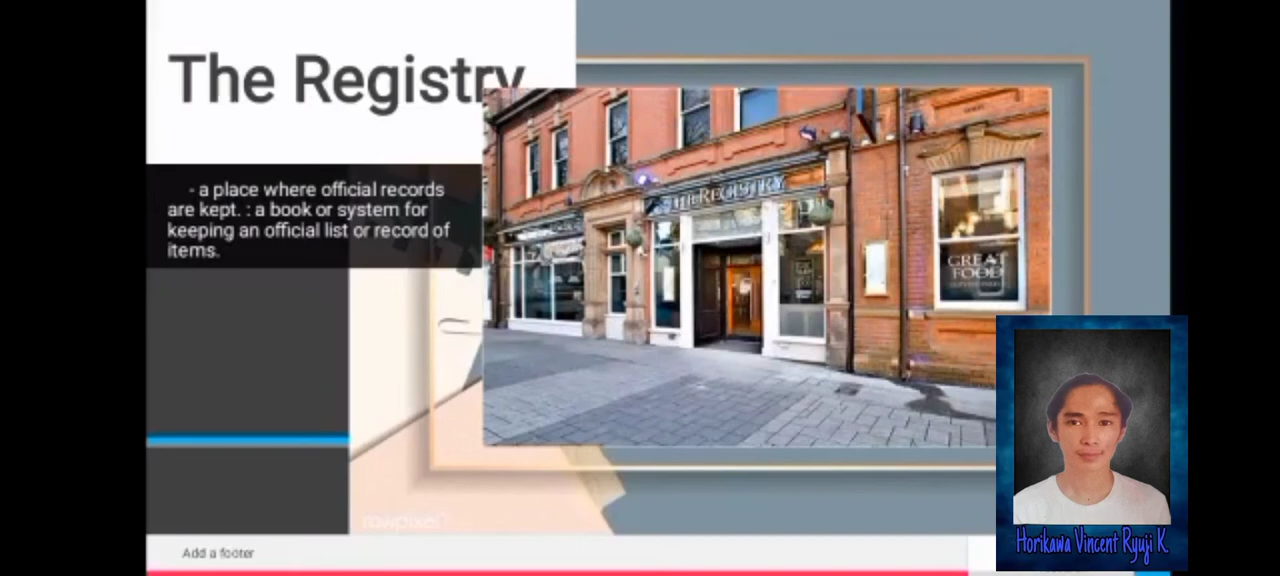 The Registry
- a place where official records
are kept. : a book or system for
keeping an official list or record of
items.
THE REGISTRY
GREAT
FOOD
rawpixel
Add a footer
Horikawa Vincent Ryuji K.